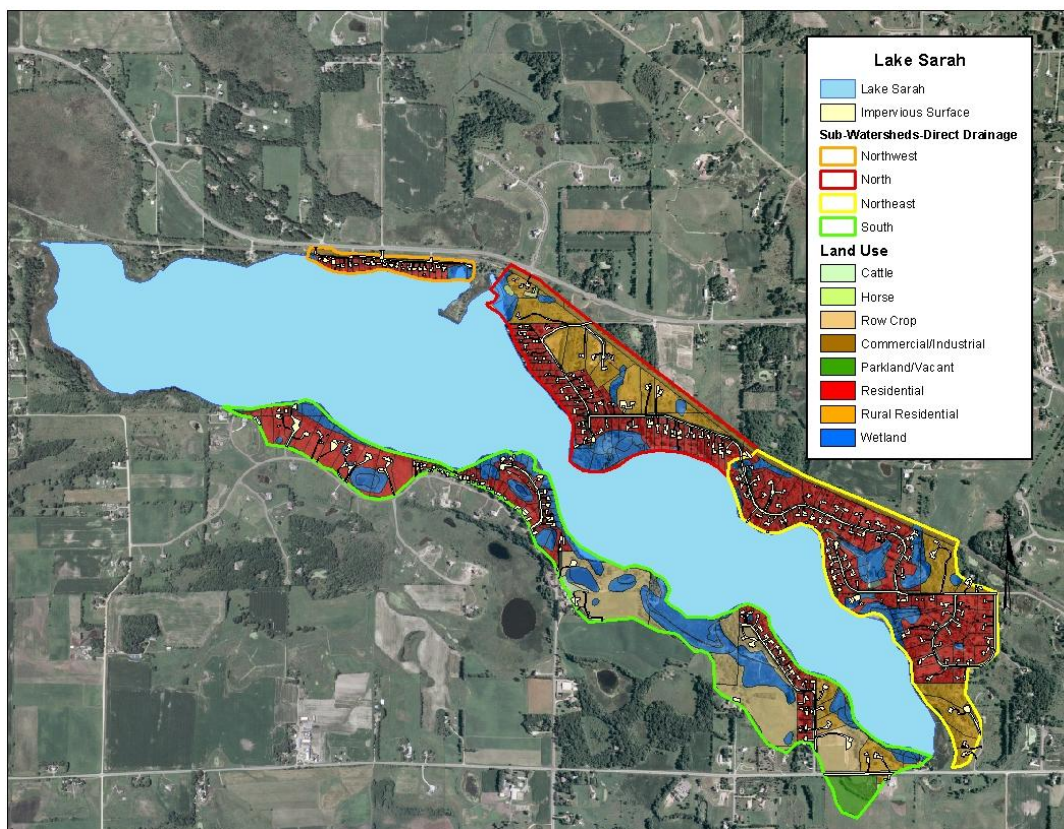 Lake Sarah
Lake Sarah
Impervious Surface
Sub-Watersheds-Direct Drainage
Northwest
North
Northeast
South
Land Use
Cattle
Horse
Row Crop
Commercial/Industrial
Parkland/Vacant
Residential
Rural Residential
Wetland